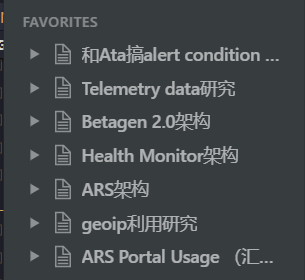 FAVORITES
和Ata搞alert condition ...
Telemetry data研究
Betagen 2.0架构
Health Monitor架构
ARS架构
geoip利用研究
ARS Portal Usage （汇...